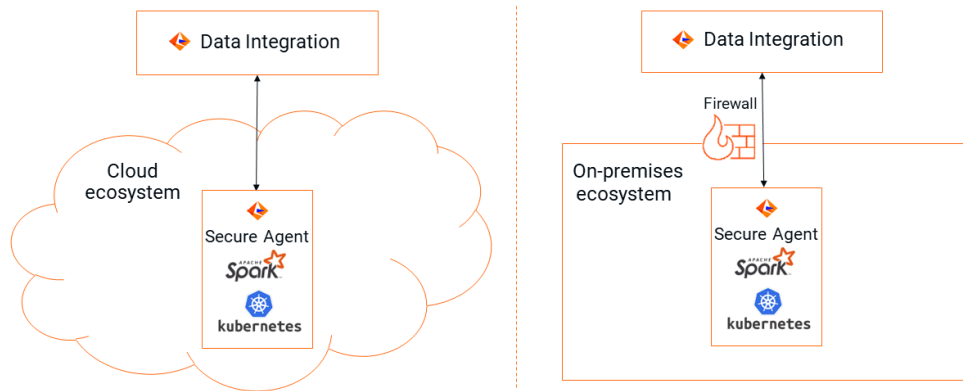 Data Integration
Cloud
ecosystem
Secure Agent
APACHE
Spark
kubernetes
Data Integration
Firewall
On-premises
ecosystem
Secure Agent
APACHE
Spark
kubernetes